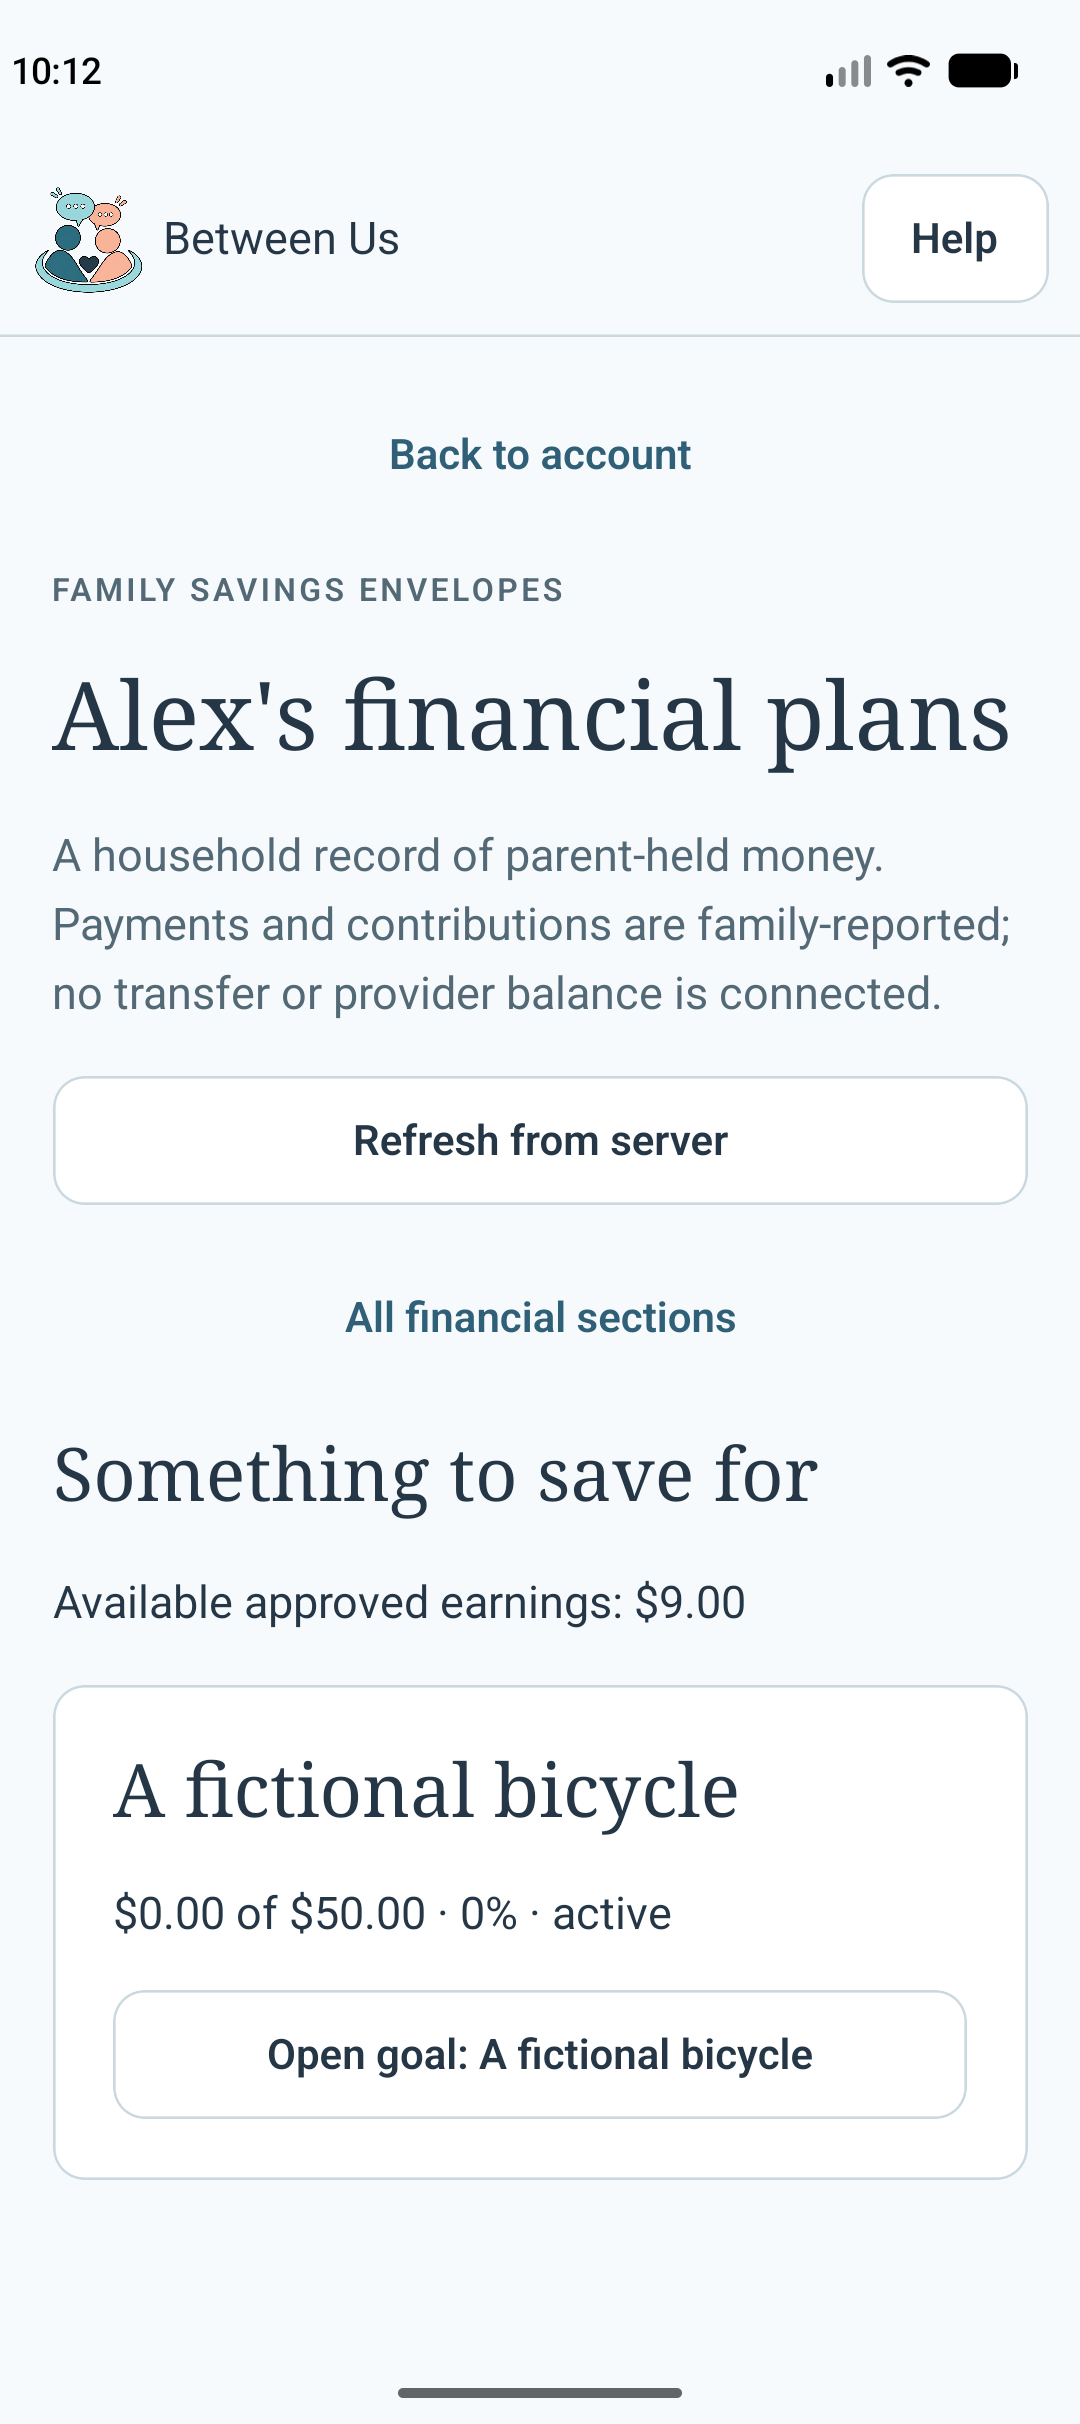 10:12
Between Us
Help
Back to account
FAMILY SAVINGS ENVELOPES
Alex's financial plans
A household record of parent-held money.
Payments and contributions are family-reported;
no transfer or provider balance is connected.
Refresh from server
All financial sections
Something to save for
Available approved earnings: $9.00
A fictional bicycle
$0.00 of $50.00 · 0% · active
Open goal: A fictional bicycle